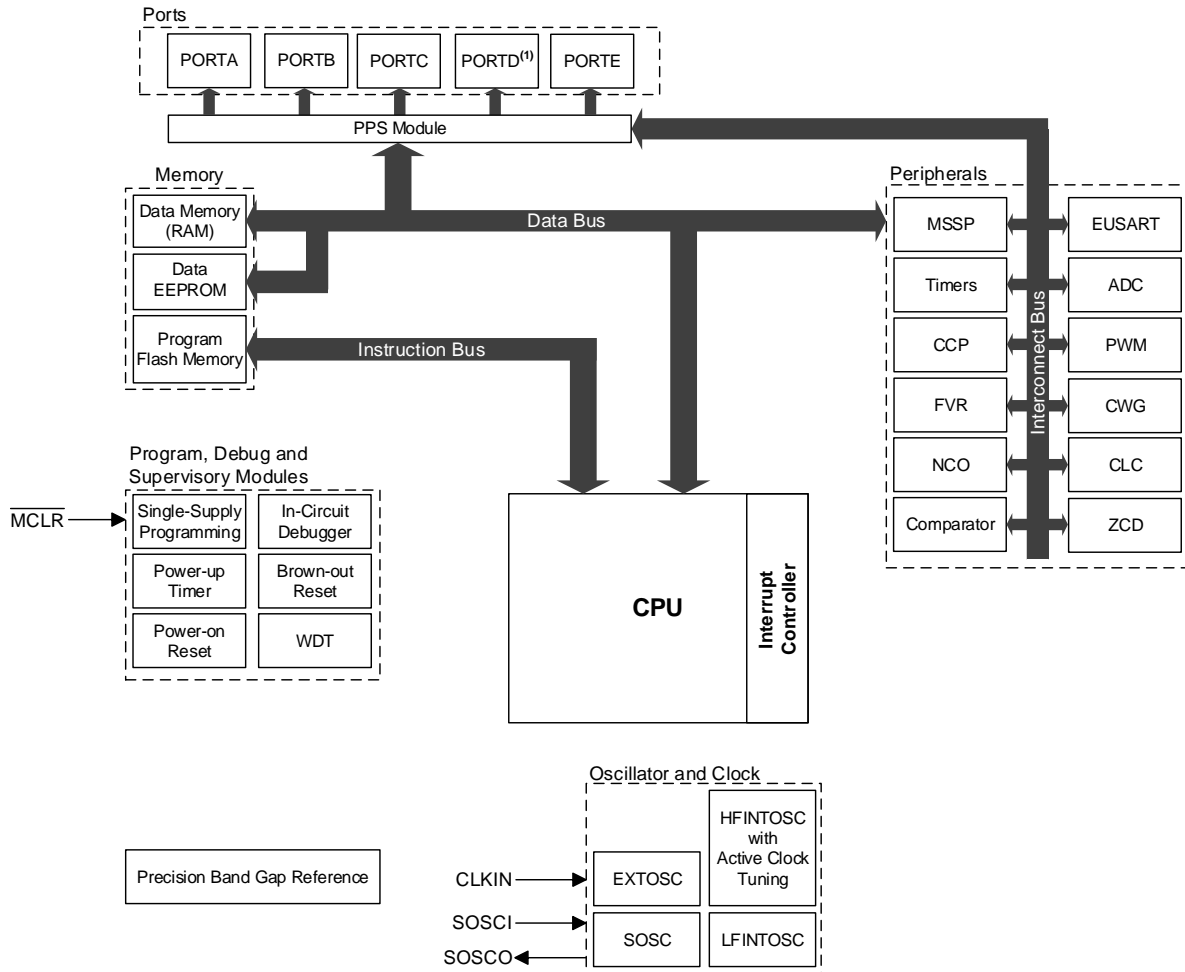 Ports
PORTA
PORTB
PORTC
PORTD(1)
PORTE
PPS Module
Memory
Data Memory
(RAM)
Data
EEPROM
Program
Flash Memory
Data Bus
Instruction Bus
Peripherals
MSSP
EUSART
Timers
ADC
CCP
PWM
FVR
CWG
NCO
CLC
Comparator
ZCD
Interconnect Bus
Program, Debug and
Supervisory Modules
MCLR
Single-Supply
Programming
In-Circuit
Debugger
Power-up
Timer
Brown-out
Reset
Power-on
Reset
WDT
CPU
Interrupt
Controller
Oscillator and Clock
HFINTOSC
with
Active Clock
Tuning
EXTOSC
SOSC
LFINTOSC
CLKIN
SOSCI
SOSCO
Precision Band Gap Reference